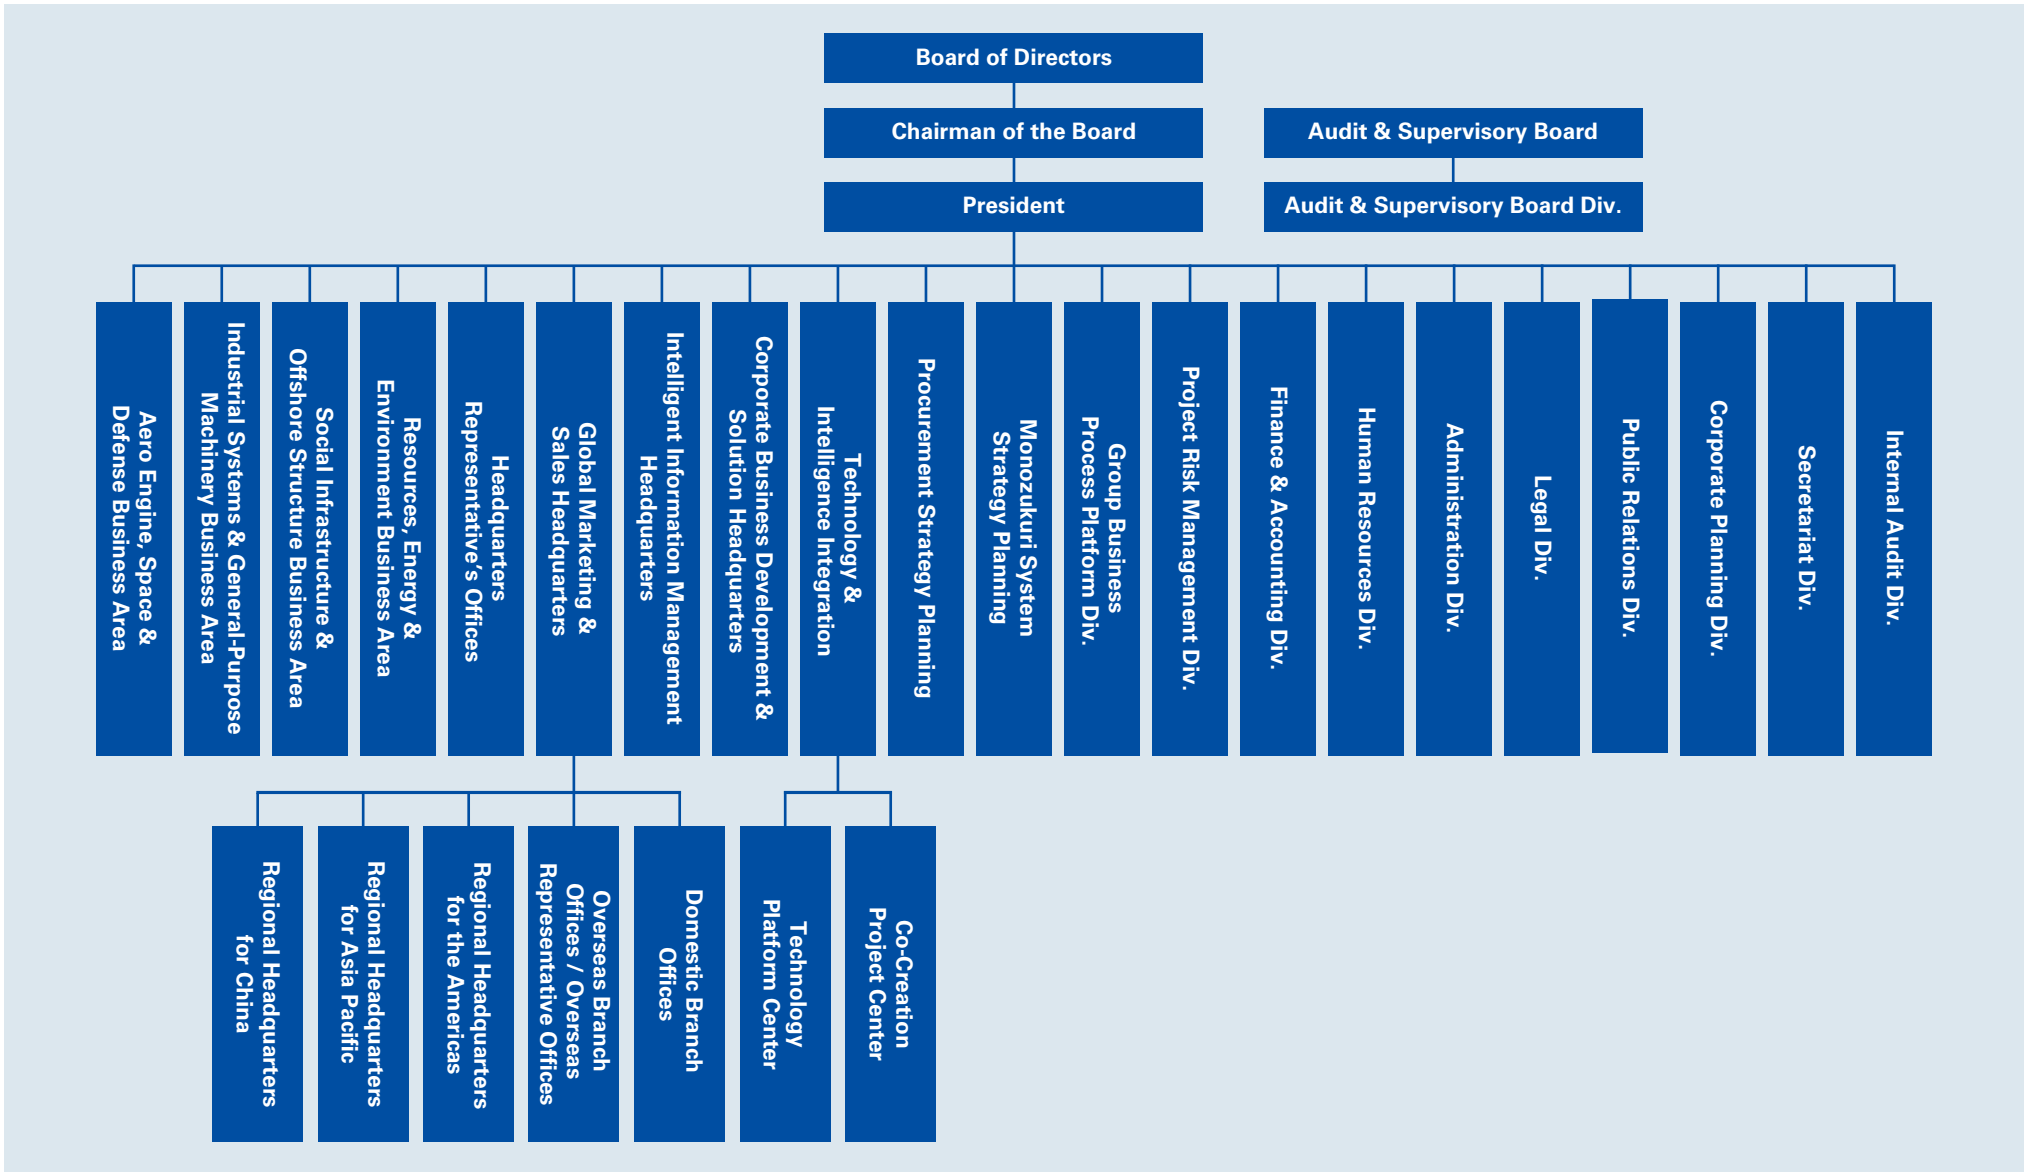 Board of Directors
Chairman of the Board
Audit & Supervisory Board
President
Audit & Supervisory Board Div.
Aero Engine, Space &
Defense Business Area
Industrial Systems & General-Purpose
Machinery Business Area
Social Infrastructure &
Offshore Structure Business Area
Resources, Energy &
Environment Business Area
Headquarters
Representative’s Offices
Global Marketing &
Sales Headquarters
Intelligent Information Management
Headquarters
Corporate Business Development &
Solution Headquarters
Technology &
Intelligence Integration
Procurement Strategy Planning
Monozukuri System
Strategy Planning
Group Business
Process Platform Div.
Project Risk Management Div.
Finance & Accounting Div.
Human Resources Div.
Administration Div.
Legal Div.
Public Relations Div.
Corporate Planning Div.
Secretariat Div.
Internal Audit Div.
Regional Headquarters
for China
Regional Headquarters
for Asia Pacific
Regional Headquarters
for the Americas
Overseas Branch
Offices / Overseas
Representative Offices
Domestic Branch
Offices
Technology
Platform Center
Co-Creation
Project Center